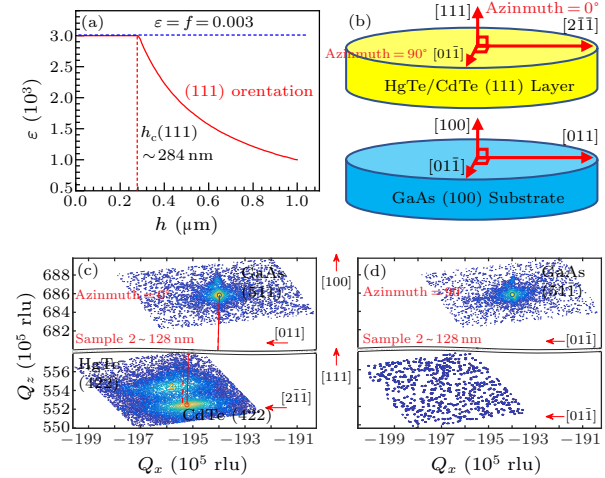 (a)
ε = f = 0.003
3.0
2.5
2.0
1.5
1.0
ε (10³)
(111) orentation
h_c(111)
~284 nm
0 0.2 0.4 0.6 0.8 1.0
h (μm)
(b)
[111]
Azimuth=0°
[21̄1̄]
Azimuth=90°
[011̄]
HgTe/CdTe (111) Layer
[100]
[011]
[011̄]
GaAs (100) Substrate
(c)
GaAs
(511)
688
686
684
682
680
Azimuth=0°
Sample 2~128 nm
[011]
[100]
HgTe
(422)
556
554
552
550
CdTe (422)
[21̄1̄]
[111]
Q_z (10⁵ rlu)
−199 −197 −195 −193 −191
Q_x (10⁵ rlu)
(d)
GaAs
(511)
Azimuth=90°
Sample 2~128 nm
[011̄]
[011̄]
−199 −197 −195 −193 −191
Q_x (10⁵ rlu)